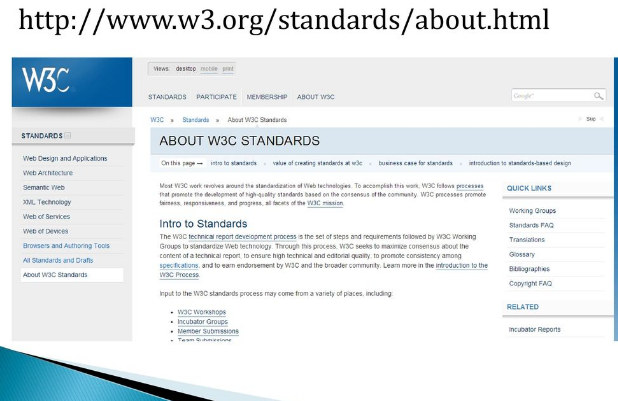 http://www.w3.org/standards/about.html
W3C
Views: desktop mobile print
STANDARDS PARTICIPATE MEMBERSHIP ABOUT W3C
Google™
STANDARDS
Web Design and Applications
Web Architecture
Semantic Web
XML Technology
Web of Services
Web of Devices
Browsers and Authoring Tools
All Standards and Drafts
About W3C Standards
W3C » Standards » About W3C Standards
Skip
ABOUT W3C STANDARDS
On this page → intro to standards • value of creating standards at w3c • business case for standards • introduction to standards-based design
Most W3C work revolves around the standardization of Web technologies. To accomplish this work, W3C follows processes
that promote the development of high-quality standards based on the consensus of the community. W3C processes promote
fairness, responsiveness, and progress, all facets of the W3C mission.
Intro to Standards
The W3C technical report development process is the set of steps and requirements followed by W3C Working
Groups to standardize Web technology. Through this process, W3C seeks to maximize consensus about the
content of a technical report, to ensure high technical and editorial quality, to promote consistency among
specifications, and to earn endorsement by W3C and the broader community. Learn more in the introduction to the
W3C Process.
Input to the W3C standards process may come from a variety of places, including:
• W3C Workshops
• Incubator Groups
• Member Submissions
• Team Submissions
QUICK LINKS
Working Groups
Standards FAQ
Translations
Glossary
Bibliographies
Copyright FAQ
RELATED
Incubator Reports